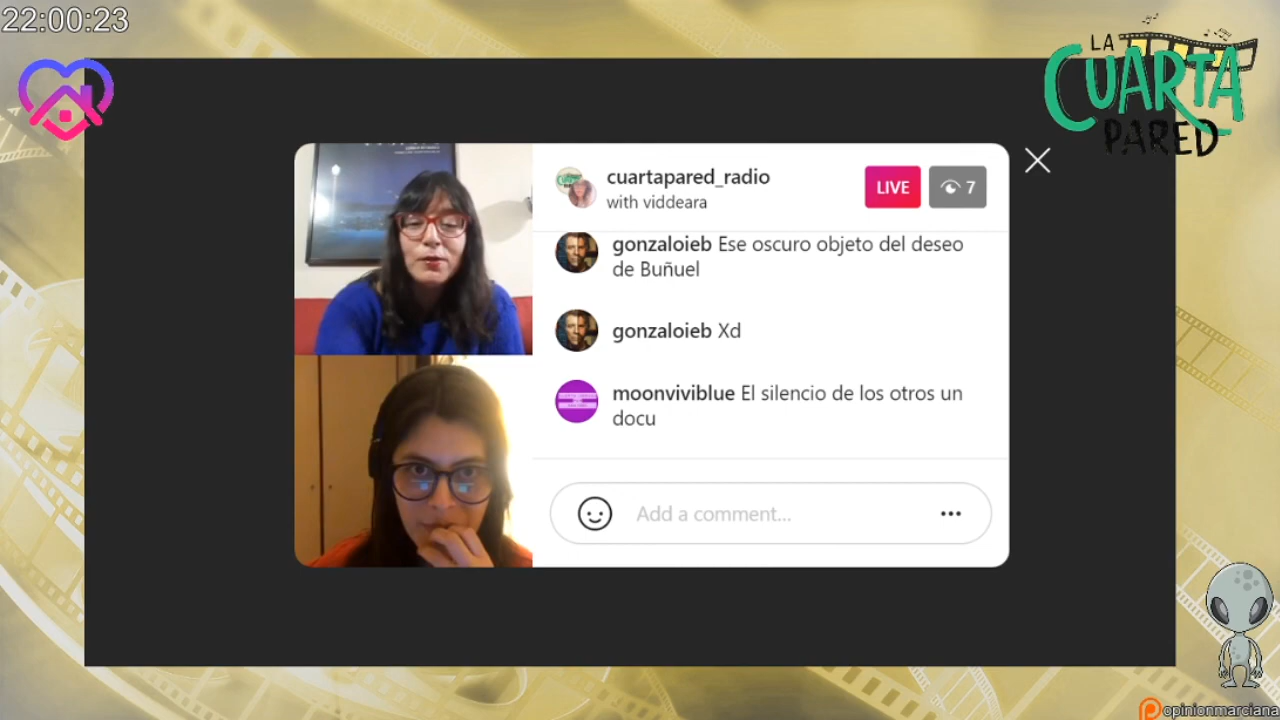 22:00:23
LA
CUARTA
PARED
cuartapared_radio
with viddeara
LIVE
7
gonzaloieb Ese oscuro objeto del deseo
de Buñuel
gonzaloieb Xd
moonviviblue El silencio de los otros un
docu
Add a comment...
opinionmarciana